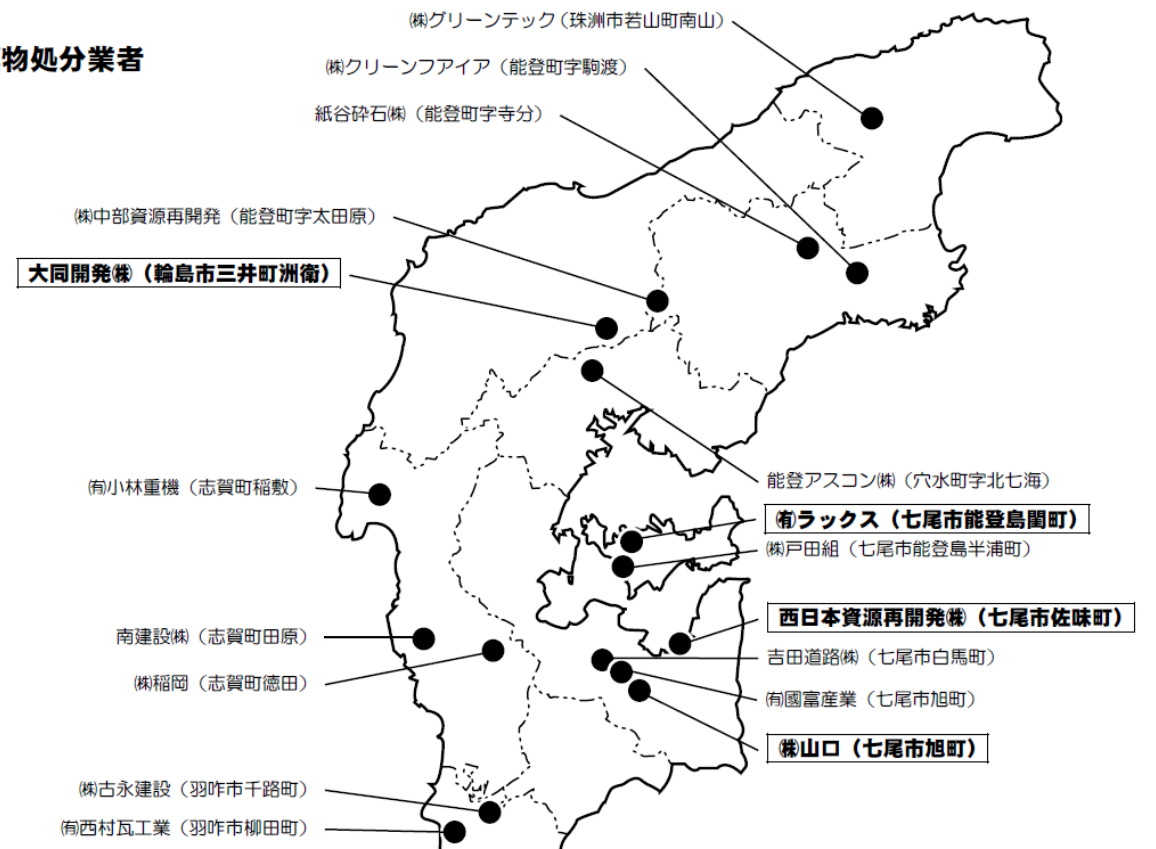 ㈱グリーンテック（珠洲市若山町南山）
物処分業者
㈱クリーンフアイア（能登町字駒渡）
紙谷砕石㈱（能登町字寺分）
㈱中部資源再開発（能登町字太田原）
大同開発㈱（輪島市三井町洲衛）
能登アスコン㈱（穴水町字北七海）
㈲小林重機（志賀町稲敷）
㈲ラックス（七尾市能登島閨町）
㈱戸田組（七尾市能登島半浦町）
西日本資源再開発㈱（七尾市佐味町）
南建設㈱（志賀町田原）
吉田道路㈱（七尾市白馬町）
㈱稲岡（志賀町徳田）
㈲國富産業（七尾市旭町）
㈱山口（七尾市旭町）
㈱古永建設（羽咋市千路町）
㈲西村瓦工業（羽咋市柳田町）